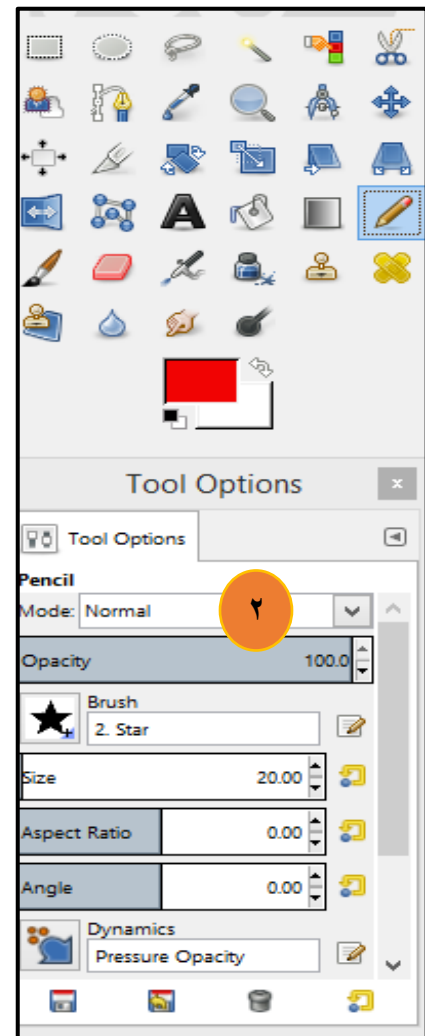 Tool Options
Tool Options
Pencil
Mode: Normal
٢
Opacity 100.0
Brush
2. Star
Size 20.00
Aspect Ratio 0.00
Angle 0.00
Dynamics
Pressure Opacity